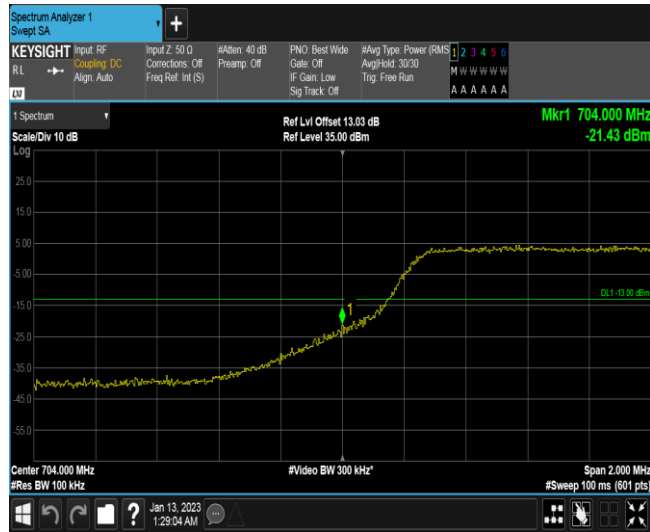 Spectrum Analyzer 1
Swept SA
+
KEYSIGHT
RL
LXI
Input: RF
Coupling: DC
Align: Auto
Input Z: 50 Ω
Corrections: Off
Freq Ref: Int (S)
#Atten: 40 dB
Preamp: Off
PNO: Best Wide
Gate: Off
IF Gain: Low
Sig Track: Off
#Avg Type: Power (RMS
Avg|Hold: 30/30
Trig: Free Run
1 2 3 4 5 6
M W W W W W
A A A A A A
1 Spectrum
Scale/Div 10 dB
Log
Ref Lvl Offset 13.03 dB
Ref Level 35.00 dBm
Mkr1 704.000 MHz
-21.43 dBm
25.0
15.0
5.00
-5.00
-15.0
-25.0
-35.0
-45.0
-55.0
DL1 -13.00 dBm
1
Center 704.000 MHz
#Res BW 100 kHz
#Video BW 300 kHz*
Span 2.000 MHz
#Sweep 100 ms (601 pts)
?
Jan 13, 2023
1:29:04 AM